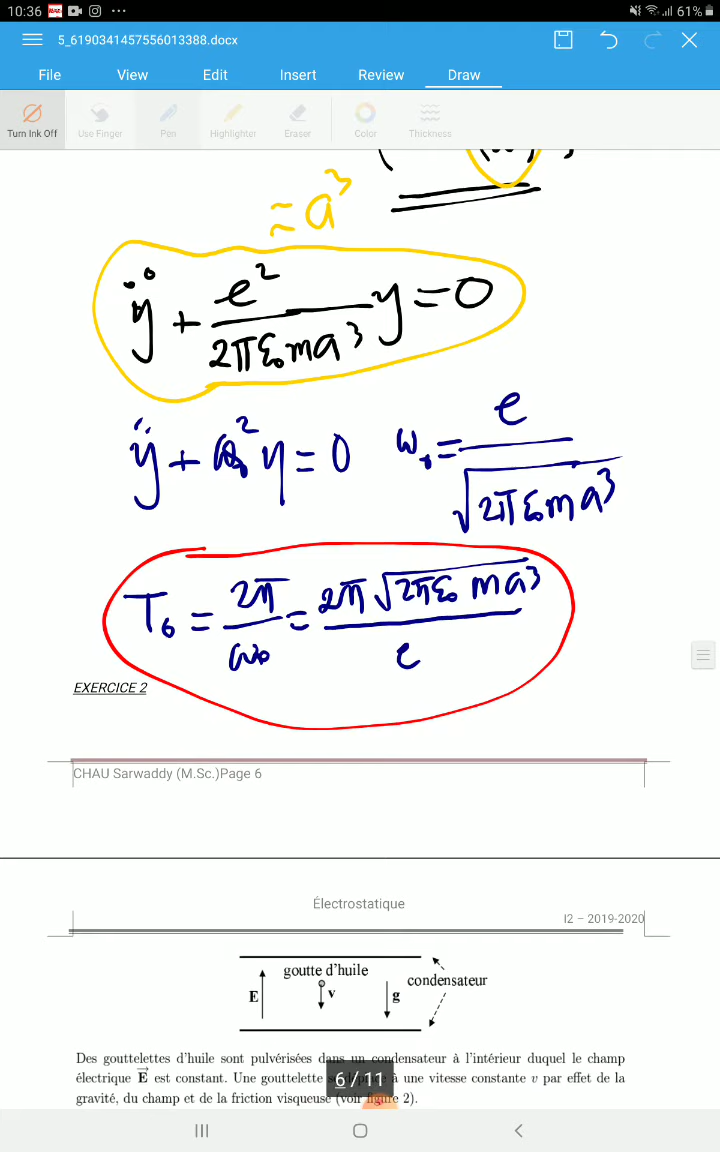 10:36 61%
5_6190341457556013388.docx
File View Edit Insert Review Draw
Turn Ink Off Use Finger Pen Highlighter Eraser Color Thickness
≈ a³
ÿ + e²/(2πε₀ma³) y = 0
ÿ + ω₀² y = 0 ω₀ = e/√(2πε₀ma³)
T₀ = 2π/ω₀ = 2π√(2πε₀ma³)/e
EXERCICE 2
CHAU Sarwaddy (M.Sc.)Page 6
Électrostatique
I2 – 2019-2020
goutte d'huile
condensateur
E v g
Des gouttelettes d'huile sont pulvérisées dans un condensateur à l'intérieur duquel le champ
électrique E⃗ est constant. Une gouttelette à une vitesse constante v par effet de la
gravité, du champ et de la friction visqueuse (voir figure 2).
6 / 11